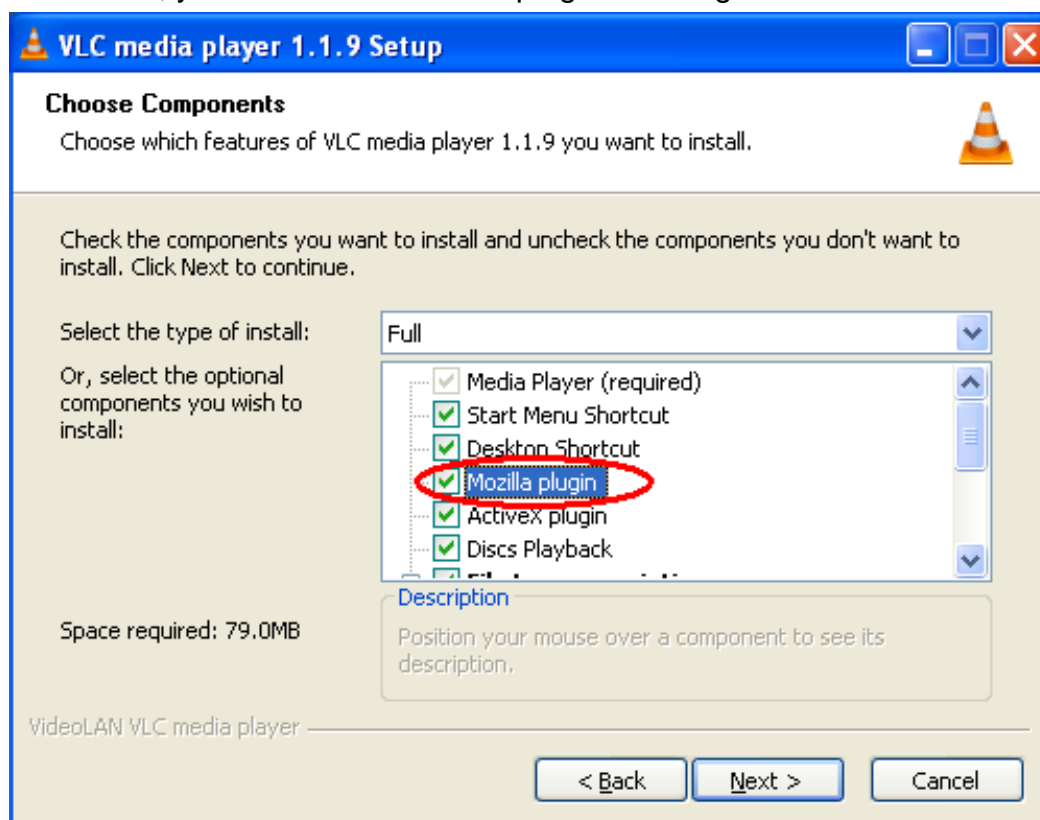 VLC media player 1.1.9 Setup
Choose Components
Choose which features of VLC media player 1.1.9 you want to install.
Check the components you want to install and uncheck the components you don't want to
install. Click Next to continue.
Select the type of install:
Full
Or, select the optional
components you wish to
install:
Media Player (required)
Start Menu Shortcut
Desktop Shortcut
Mozilla plugin
ActiveX plugin
Discs Playback
Space required: 79.0MB
Description
Position your mouse over a component to see its
description.
VideoLAN VLC media player
< Back
Next >
Cancel